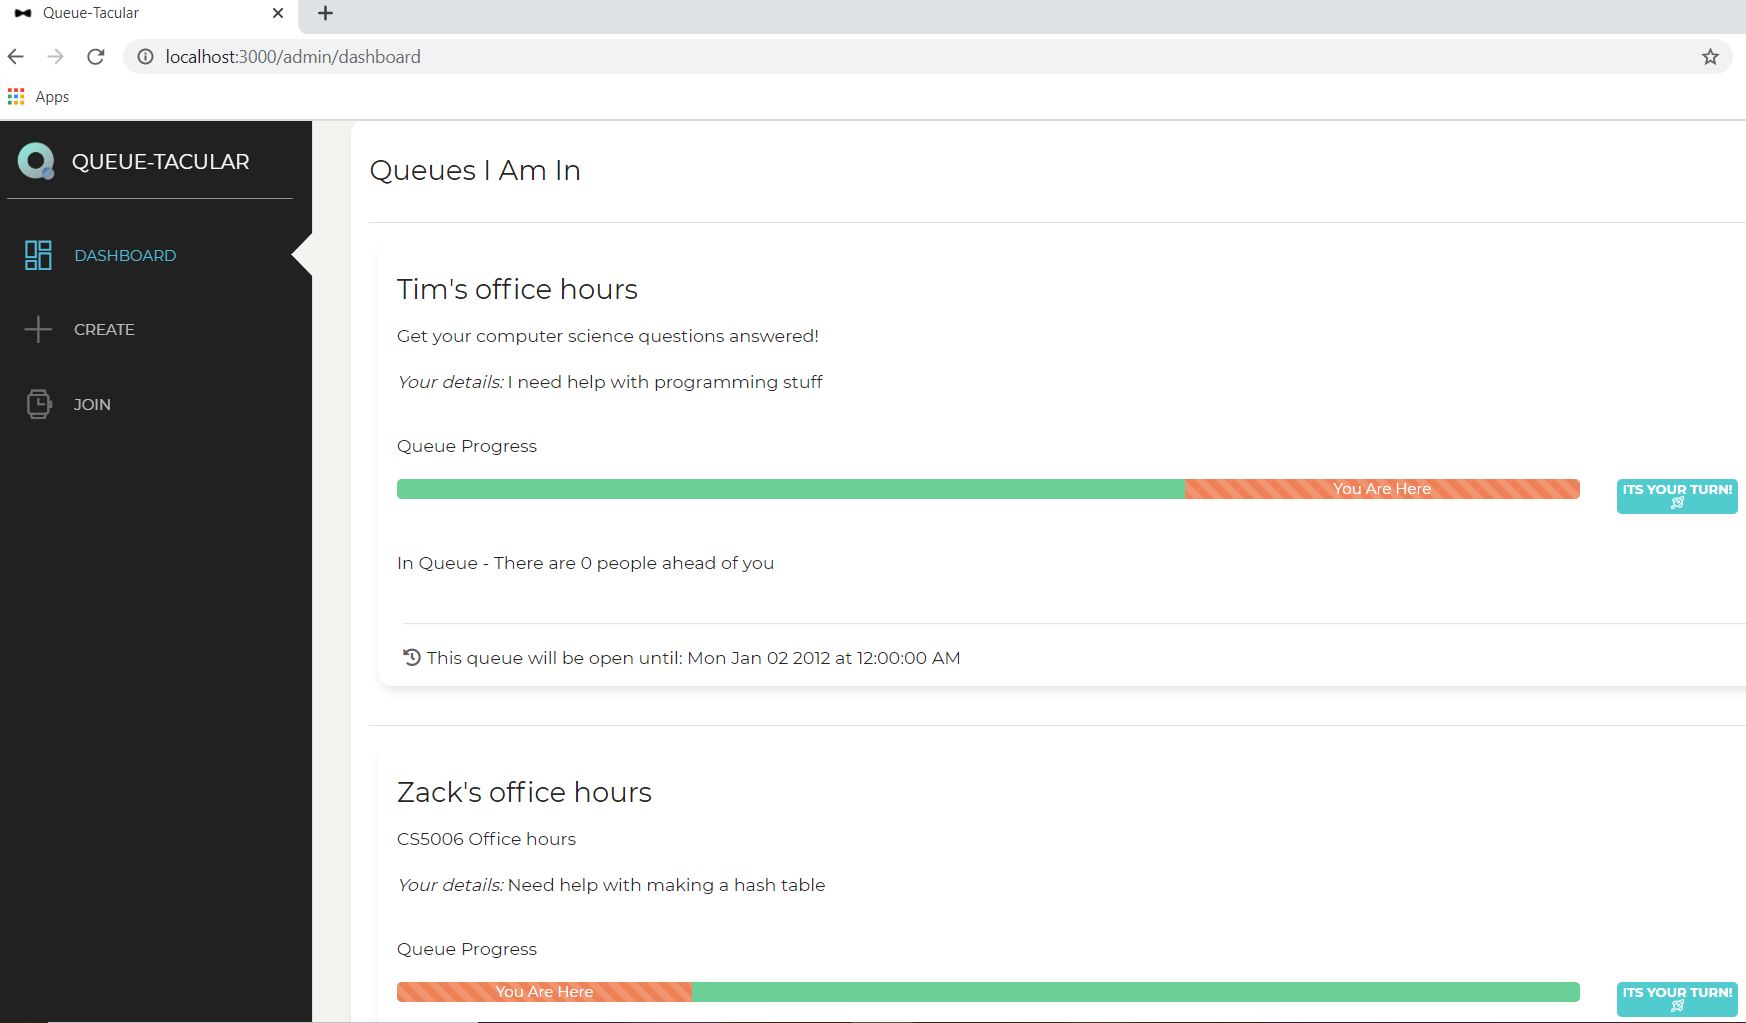 Queue-Tacular
localhost:3000/admin/dashboard
Apps
QUEUE-TACULAR
DASHBOARD
CREATE
JOIN
Queues I Am In
Tim's office hours
Get your computer science questions answered!
Your details: I need help with programming stuff
Queue Progress
You Are Here
ITS YOUR TURN!
In Queue - There are 0 people ahead of you
This queue will be open until: Mon Jan 02 2012 at 12:00:00 AM
Zack's office hours
CS5006 Office hours
Your details: Need help with making a hash table
Queue Progress
You Are Here
ITS YOUR TURN!